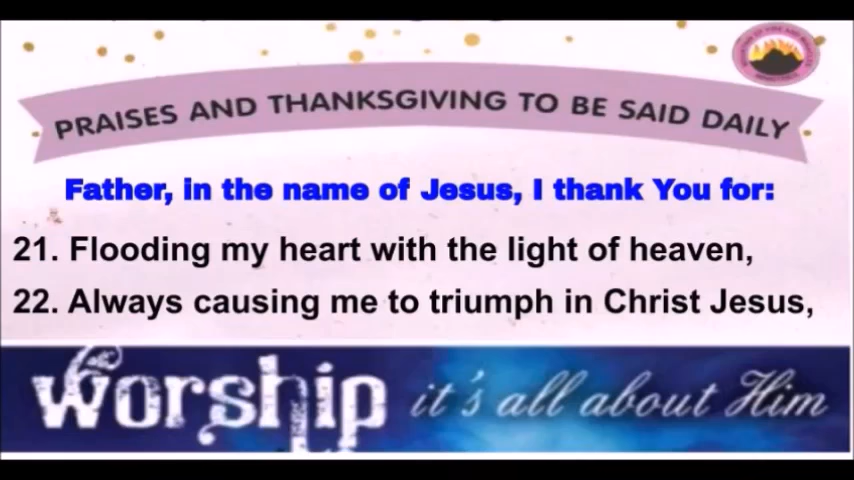 PRAISES AND THANKSGIVING TO BE SAID DAILY
Father, in the name of Jesus, I thank You for:
21. Flooding my heart with the light of heaven,
22. Always causing me to triumph in Christ Jesus,
worship it's all about Him